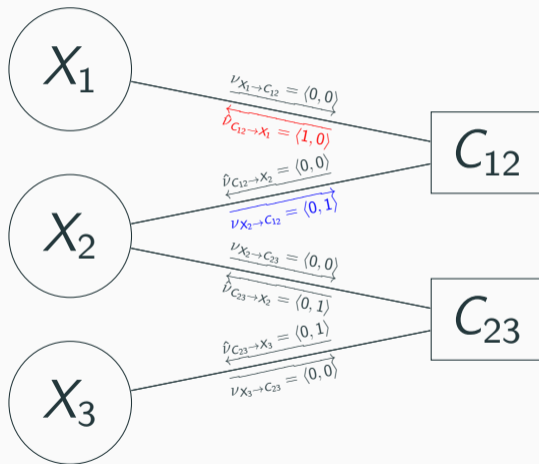 X₁
ν_{X₁→C₁₂} = ⟨0, 0⟩
ν̂_{C₁₂→X₁} = ⟨1, 0⟩
C₁₂
ν̂_{C₁₂→X₂} = ⟨0, 0⟩
ν_{X₂→C₁₂} = ⟨0, 1⟩
X₂
ν_{X₂→C₂₃} = ⟨0, 0⟩
ν̂_{C₂₃→X₂} = ⟨0, 1⟩
C₂₃
ν̂_{C₂₃→X₃} = ⟨0, 1⟩
ν_{X₃→C₂₃} = ⟨0, 0⟩
X₃